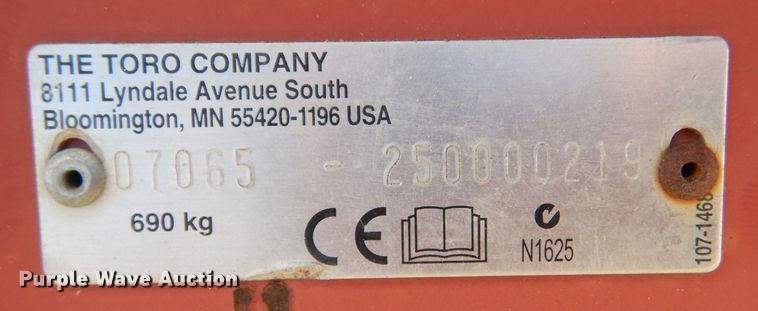 THE TORO COMPANY
8111 Lyndale Avenue South
Bloomington, MN 55420-1196 USA
07065 - 250000219
690 kg
CE
N1625
107-1468
Purple Wave Auction